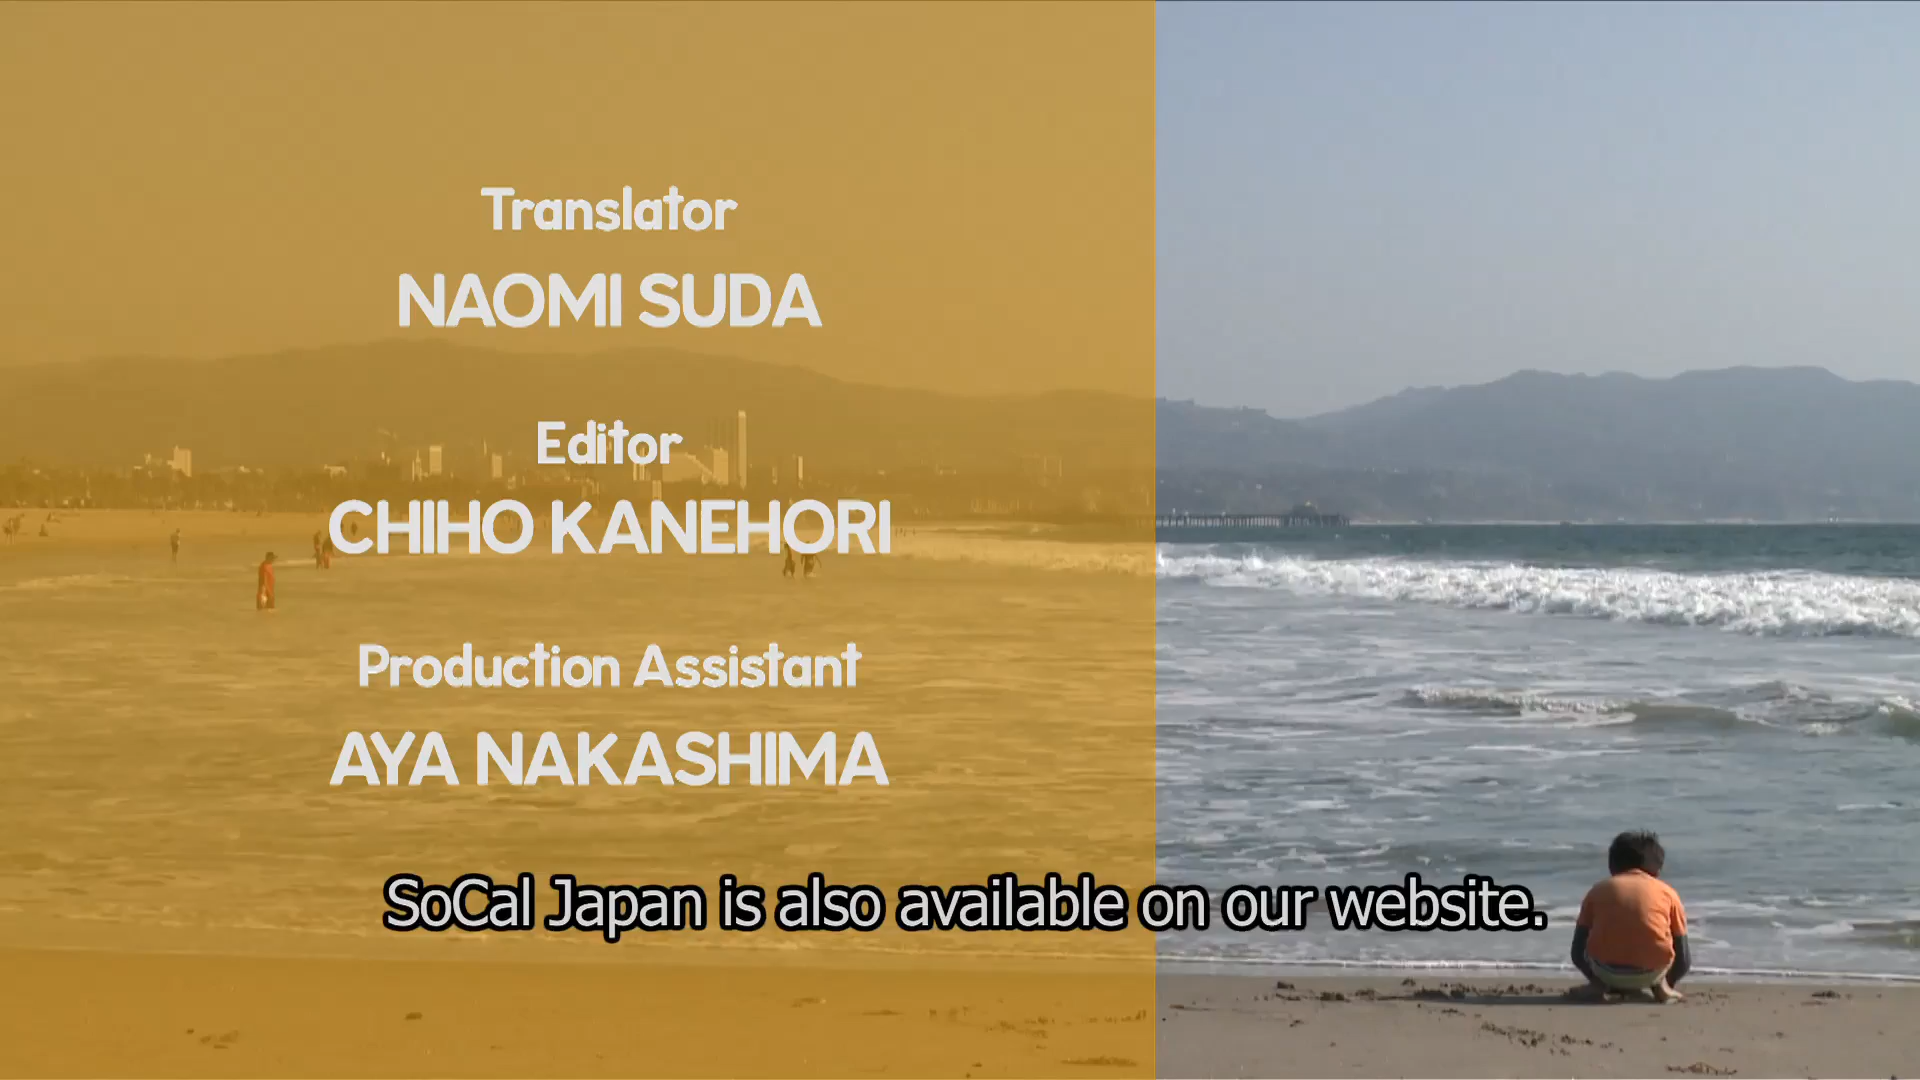 Translator
NAOMI SUDA
Editor
CHIHO KANEHORI
Production Assistant
AYA NAKASHIMA
SoCal Japan is also available on our website.